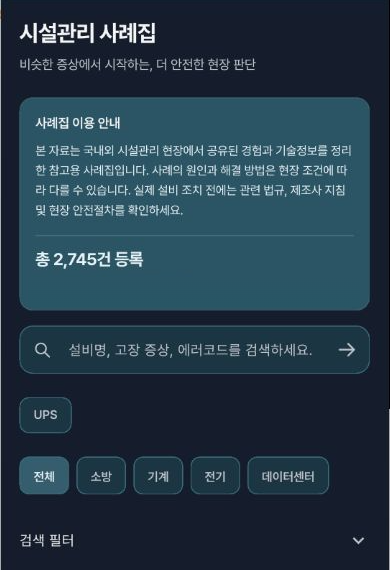 시설관리 사례집
비슷한 증상에서 시작하는, 더 안전한 현장 판단
사례집 이용 안내
본 자료는 국내외 시설관리 현장에서 공유된 경험과 기술정보를 정리
한 참고용 사례집입니다. 사례의 원인과 해결 방법은 현장 조건에 따
라 다를 수 있습니다. 실제 설비 조치 전에는 관련 법규, 제조사 지침
및 현장 안전절차를 확인하세요.
총 2,745건 등록
설비명, 고장 증상, 에러코드를 검색하세요.
UPS
전체 소방 기계 전기 데이터센터
검색 필터